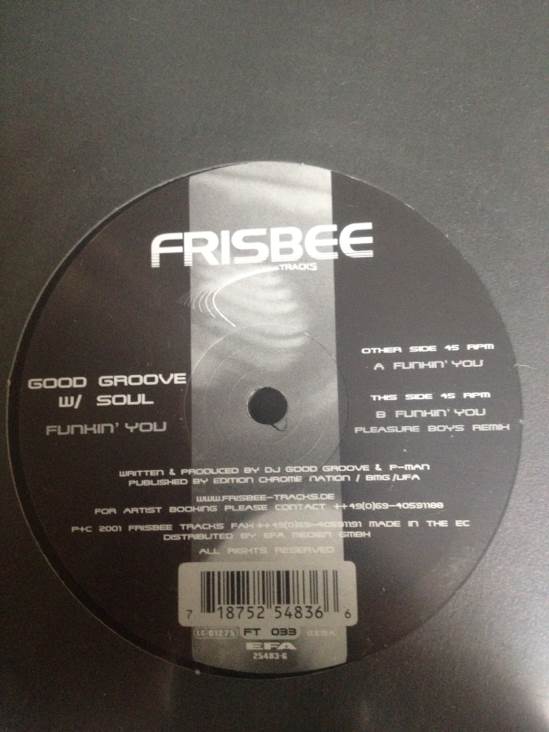 FRISBEE
TRACKS
GOOD GROOVE
W/ SOUL
FUNKIN' YOU
OTHER SIDE 45 RPM
A FUNKIN' YOU
THIS SIDE 45 RPM
B FUNKIN' YOU
PLEASURE BOYS REMIX
WRITTEN & PRODUCED BY DJ GOOD GROOVE & P-MAN
PUBLISHED BY EDITION CHROME NATION / BMG/UFA
WWW.FRISBEE-TRACKS.DE
FOR ARTIST BOOKING PLEASE CONTACT ++49(0)69-40591188
P+C 2001 FRISBEE TRACKS FAX++49(0)69-40591191 MADE IN THE EC
DISTRIBUTED BY EFA MEDIEN GMBH
ALL RIGHTS RESERVED
7 18752 54836 6
LC-01275 FT 033
EFA
25483-6